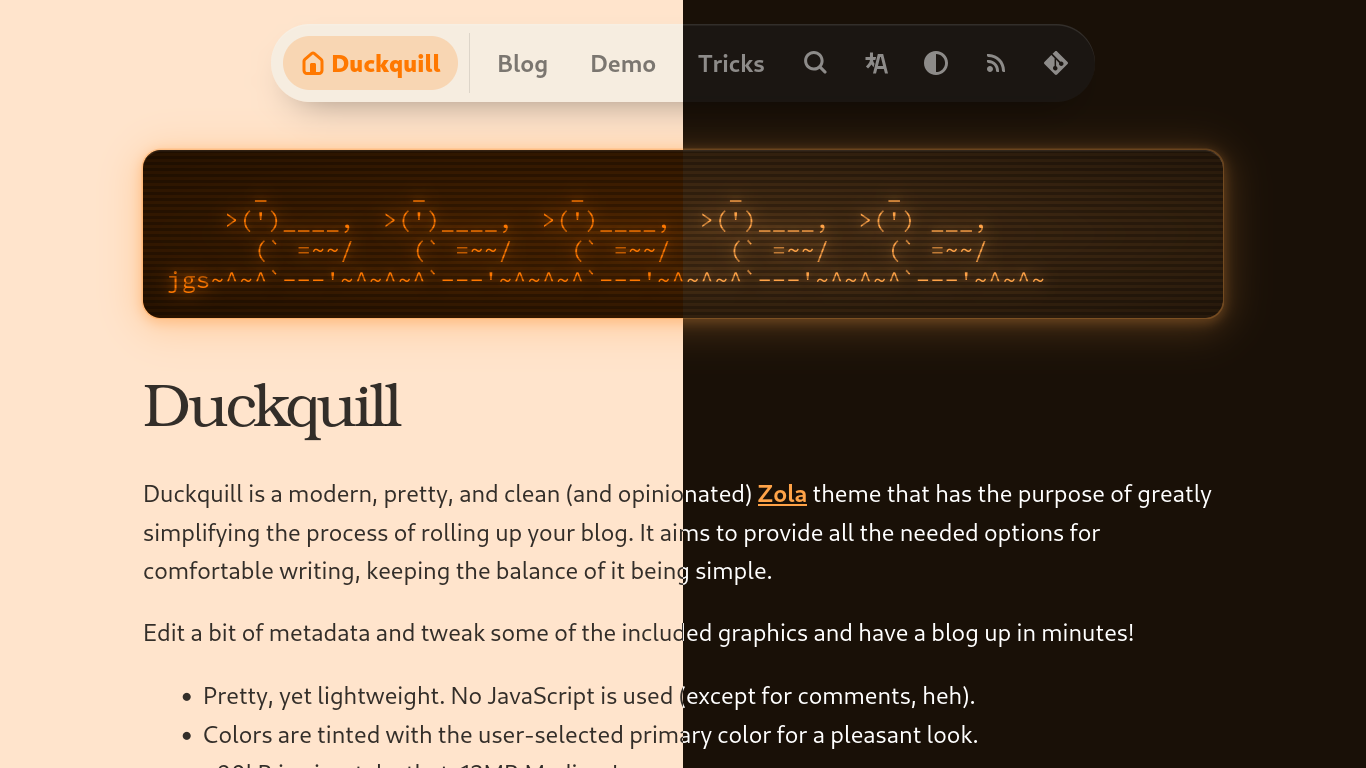 Duckquill Blog Demo Tricks
      _              _              _              _              _
     >(')____,  >(')____,  >(')____,  >(')____,  >(') ___,
       (` =~~/    (` =~~/    (` =~~/    (` =~~/    (` =~~/
jgs~^~^`---'~^~^~^`---'~^~^~^`---'~^~^~^`---'~^~^~^`---'~^~^~
Duckquill
Duckquill is a modern, pretty, and clean (and opinionated) Zola theme that has the purpose of greatly
simplifying the process of rolling up your blog. It aims to provide all the needed options for
comfortable writing, keeping the balance of it being simple.
Edit a bit of metadata and tweak some of the included graphics and have a blog up in minutes!
• Pretty, yet lightweight. No JavaScript is used (except for comments, heh).
• Colors are tinted with the user-selected primary color for a pleasant look.